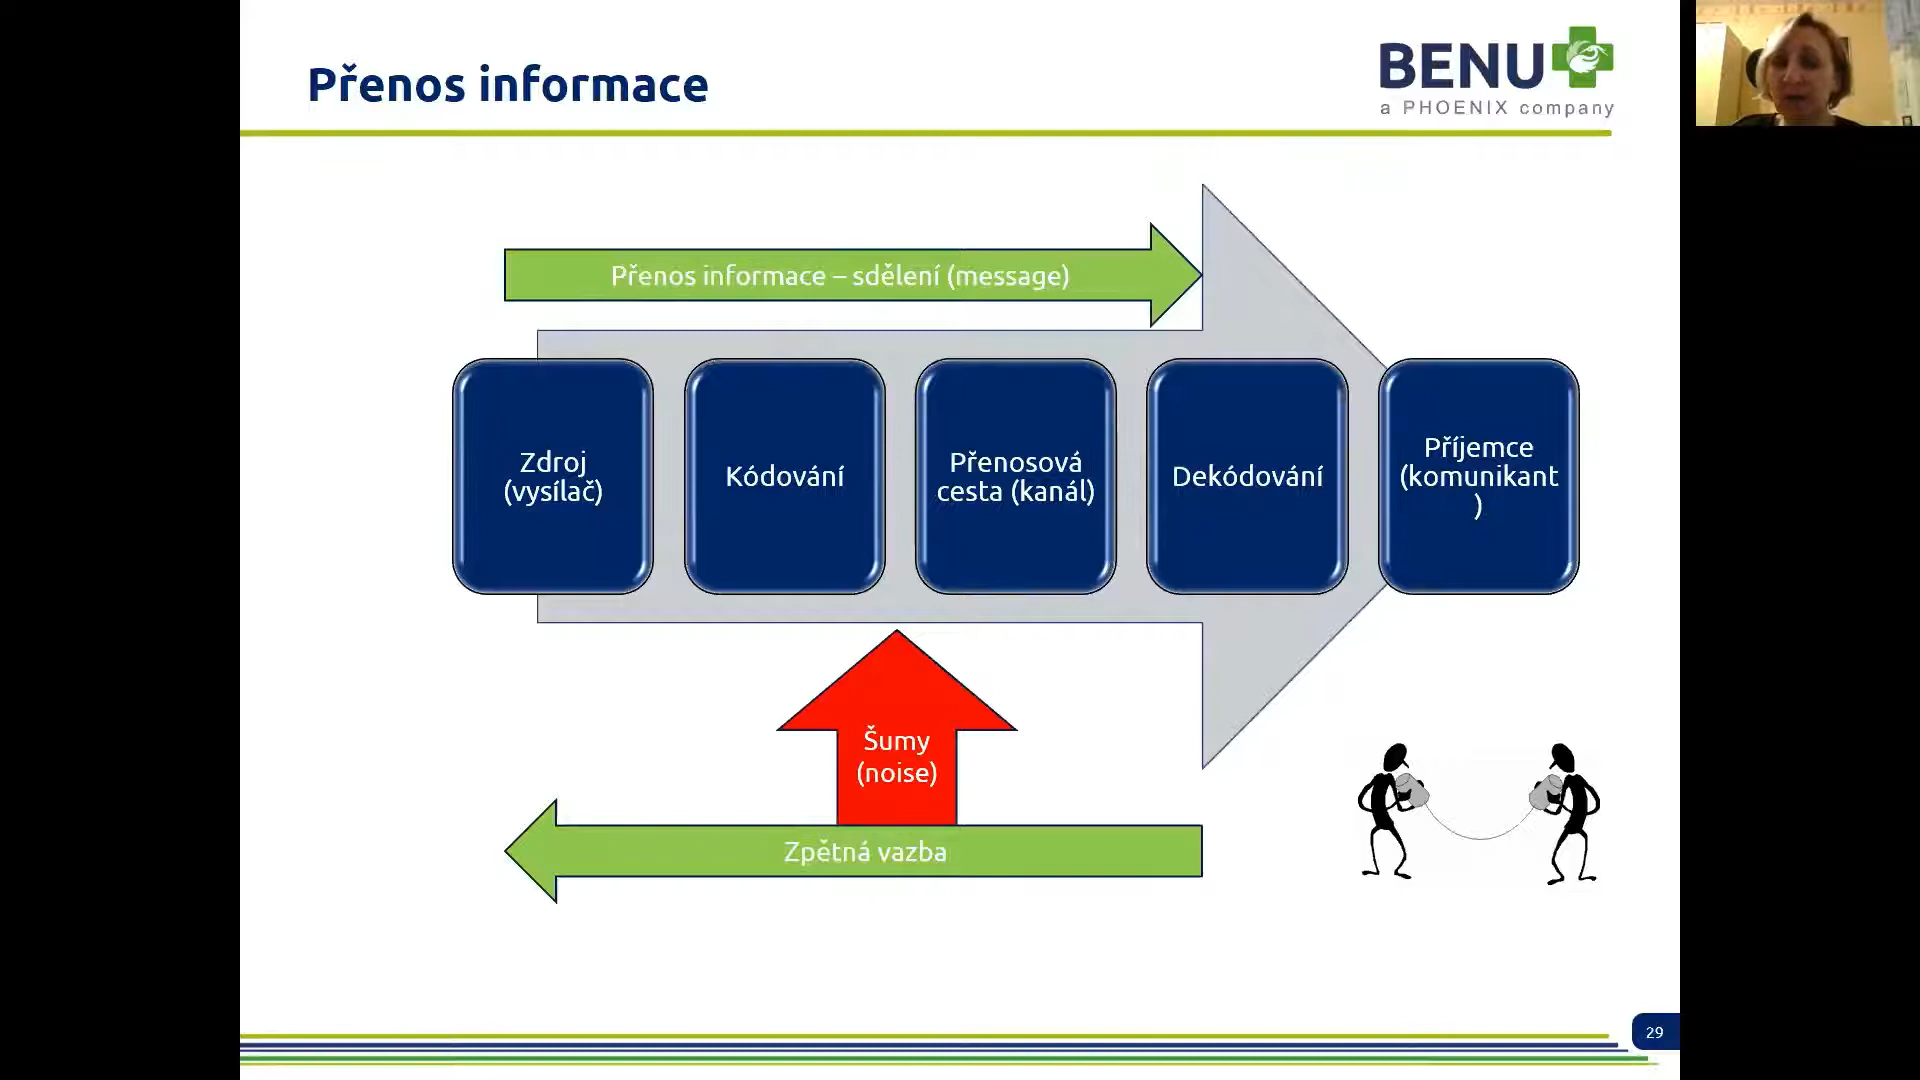 Přenos informace
BENU
a PHOENIX company
Přenos informace – sdělení (message)
Zdroj
(vysílač)
Kódování
Přenosová
cesta (kanál)
Dekódování
Příjemce
(komunikant
)
Šumy
(noise)
Zpětná vazba
29